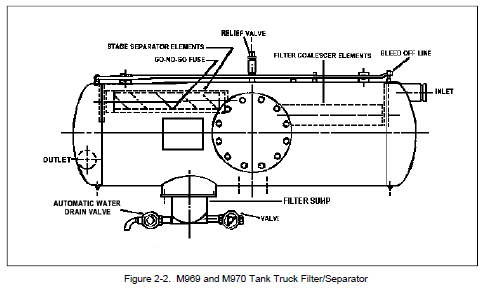 RELIEF VALVE
STAGE SEPARATOR ELEMENTS
GO-NO-GO FUSE
FILTER COALESCER ELEMENTS
BLEED OFF LINE
INLET
OUTLET
FILTER SUMP
AUTOMATIC WATER
DRAIN VALVE
VALVE
Figure 2-2. M969 and M970 Tank Truck Filter/Separator